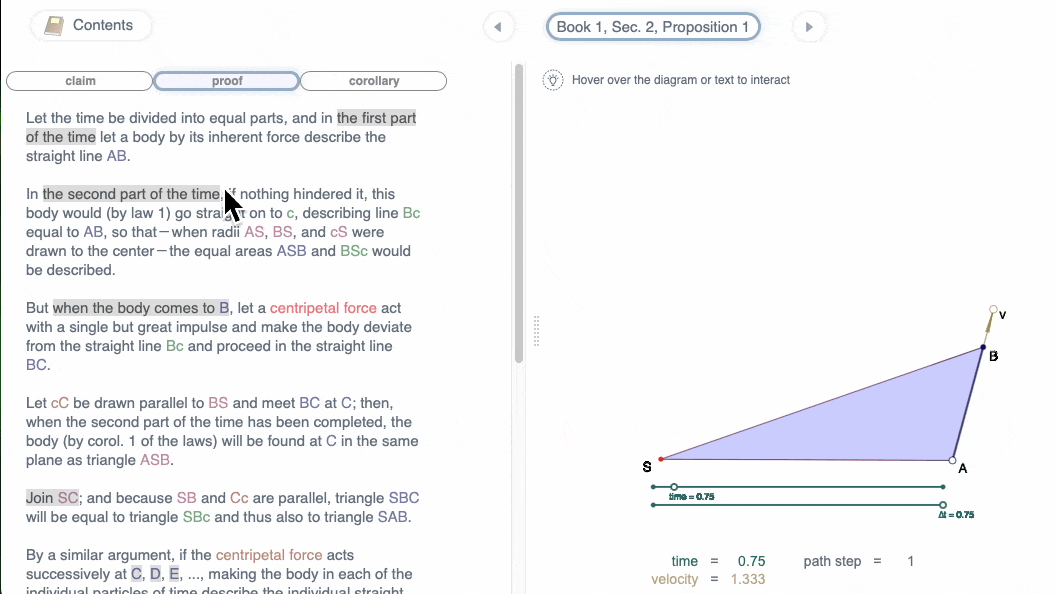 Contents
Book 1, Sec. 2, Proposition 1
claim
proof
corollary
Hover over the diagram or text to interact
Let the time be divided into equal parts, and in the first part
of the time let a body by its inherent force describe the
straight line AB.
In the second part of the time, if nothing hindered it, this
body would (by law 1) go straight on to c, describing line Bc
equal to AB, so that—when radii AS, BS, and cS were
drawn to the center—the equal areas ASB and BSc would
be described.
But when the body comes to B, let a centripetal force act
with a single but great impulse and make the body deviate
from the straight line Bc and proceed in the straight line
BC.
Let cC be drawn parallel to BS and meet BC at C; then,
when the second part of the time has been completed, the
body (by corol. 1 of the laws) will be found at C in the same
plane as triangle ASB.
Join SC; and because SB and Cc are parallel, triangle SBC
will be equal to triangle SBc and thus also to triangle SAB.
By a similar argument, if the centripetal force acts
successively at C, D, E, ..., making the body in each of the
individual particles of time describe the individual straight
v
B
S
A
time = 0.75
Δt = 0.75
time = 0.75 path step = 1
velocity = 1.333